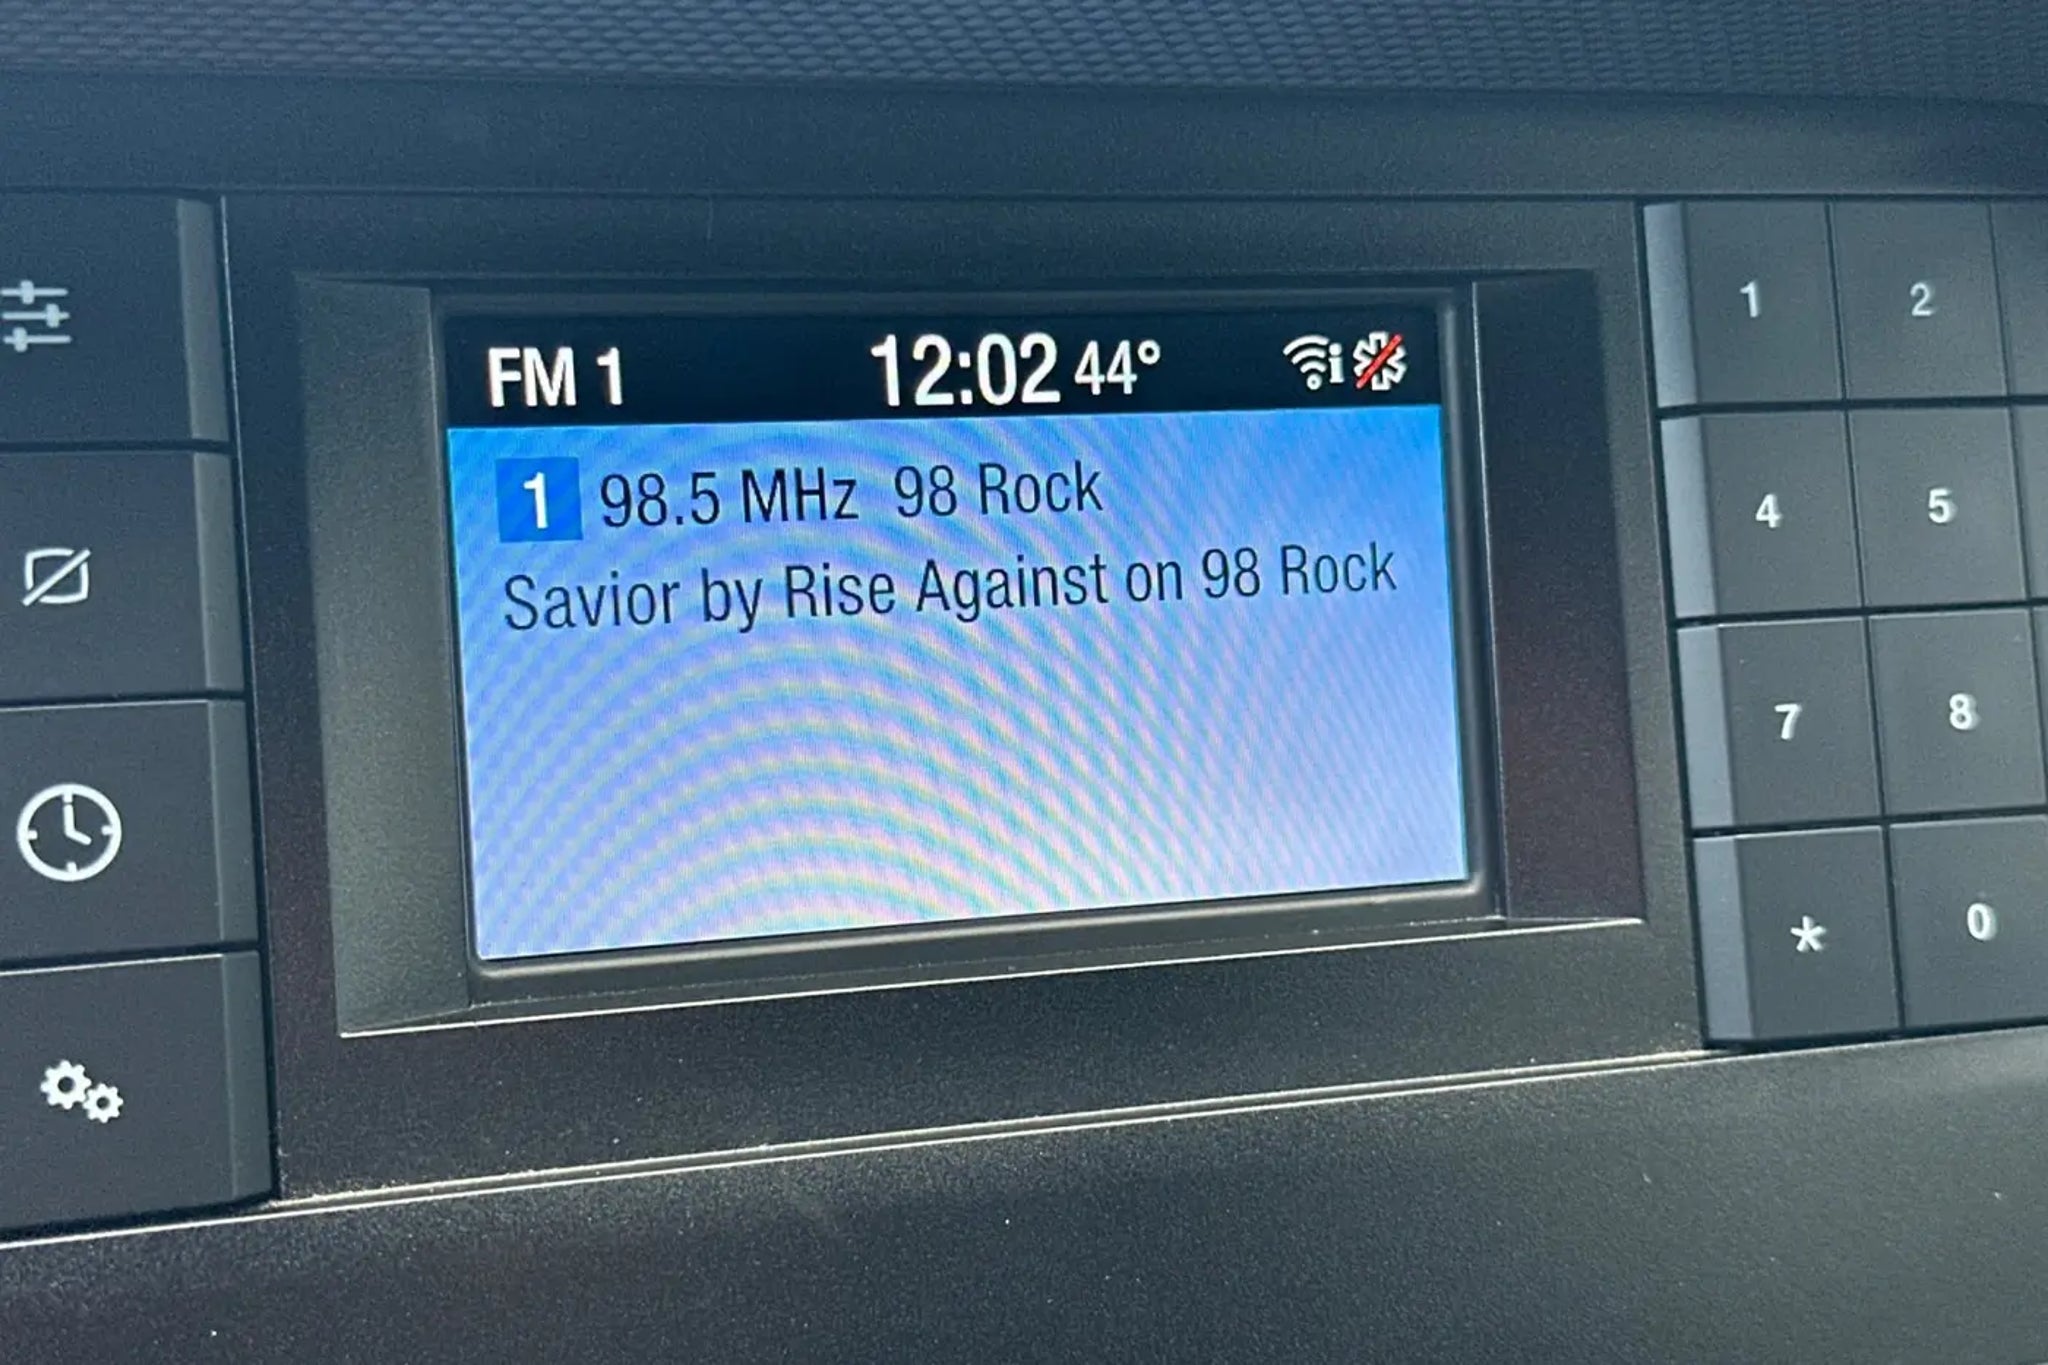 FM 1 12:02 44° i
1 98.5 MHz 98 Rock
Savior by Rise Against on 98 Rock
1 2
4 5
7 8
* 0